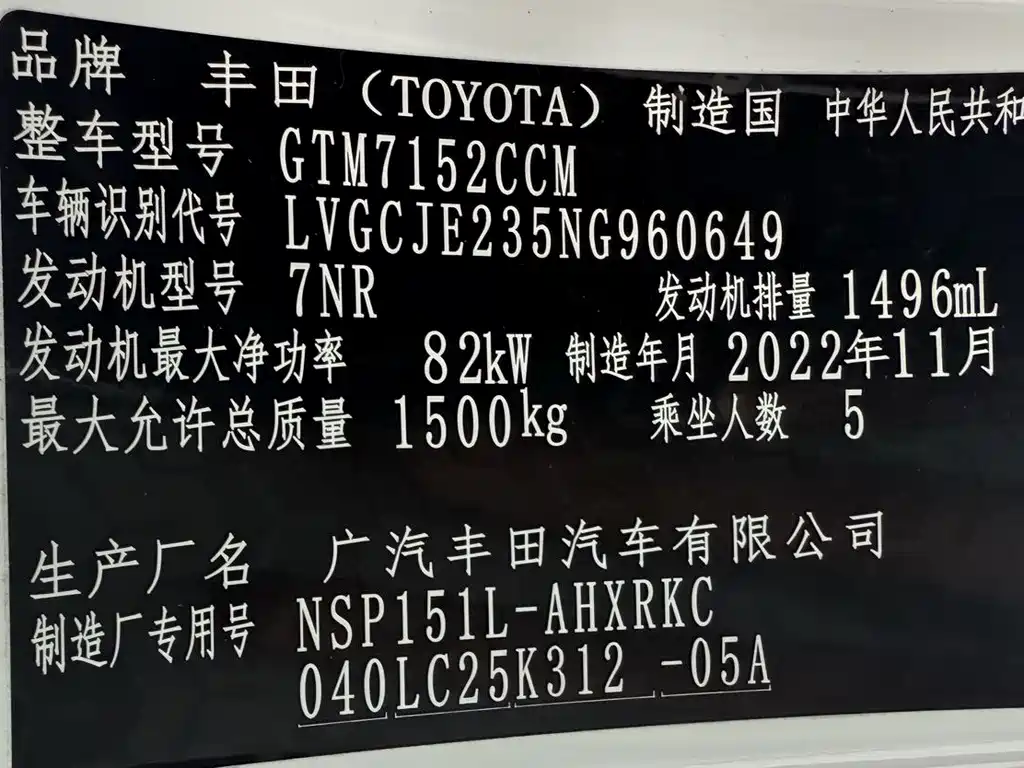 品牌 丰田（TOYOTA） 制造国 中华人民共和
整车型号 GTM7152CCM
车辆识别代号 LVGCJE235NG960649
发动机型号 7NR 发动机排量 1496mL
发动机最大净功率 82kW 制造年月 2022年11月
最大允许总质量 1500kg 乘坐人数 5
生产厂名 广汽丰田汽车有限公司
制造厂专用号 NSP151L-AHXRKC
040LC25K312 -05A